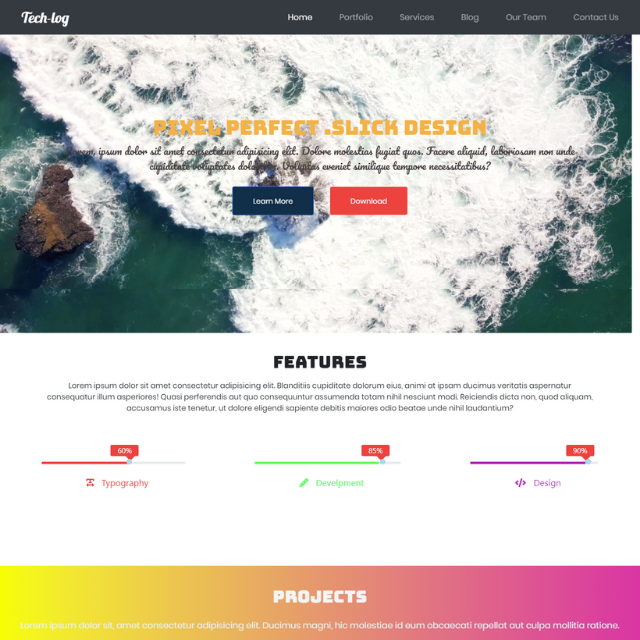 Tech-log
Home Portfolio Services Blog Our Team Contact Us
PIXEL PERFECT .SLICK DESIGN
Lorem, ipsum dolor sit amet consectetur adipisicing elit. Dolore molestias fugiat quos. Facere aliquid, laboriosam non unde
cupiditate voluptates dolor. Voluptas eveniet similique tempore necessitatibus?
Learn More Download
FEATURES
Lorem ipsum dolor sit amet consectetur adipisicing elit. Blanditiis cupiditate dolorum eius, animi at ipsam ducimus veritatis aspernatur
consequatur illum asperiores! Quasi perferendis aut quo consequuntur assumenda totam nihil nesciunt modi. Reiciendis dicta non, quod aliquam,
accusamus iste tenetur, ut dolore eligendi sapiente debitis maiores odio beatae unde nihil laudantium?
60% 85% 90%
Typography Develpment Design
PROJECTS
Lorem ipsum dolor sit, amet consectetur adipisicing elit. Ducimus magni, hic molestiae id eum obcaecati repellat aut culpa mollitia ratione.